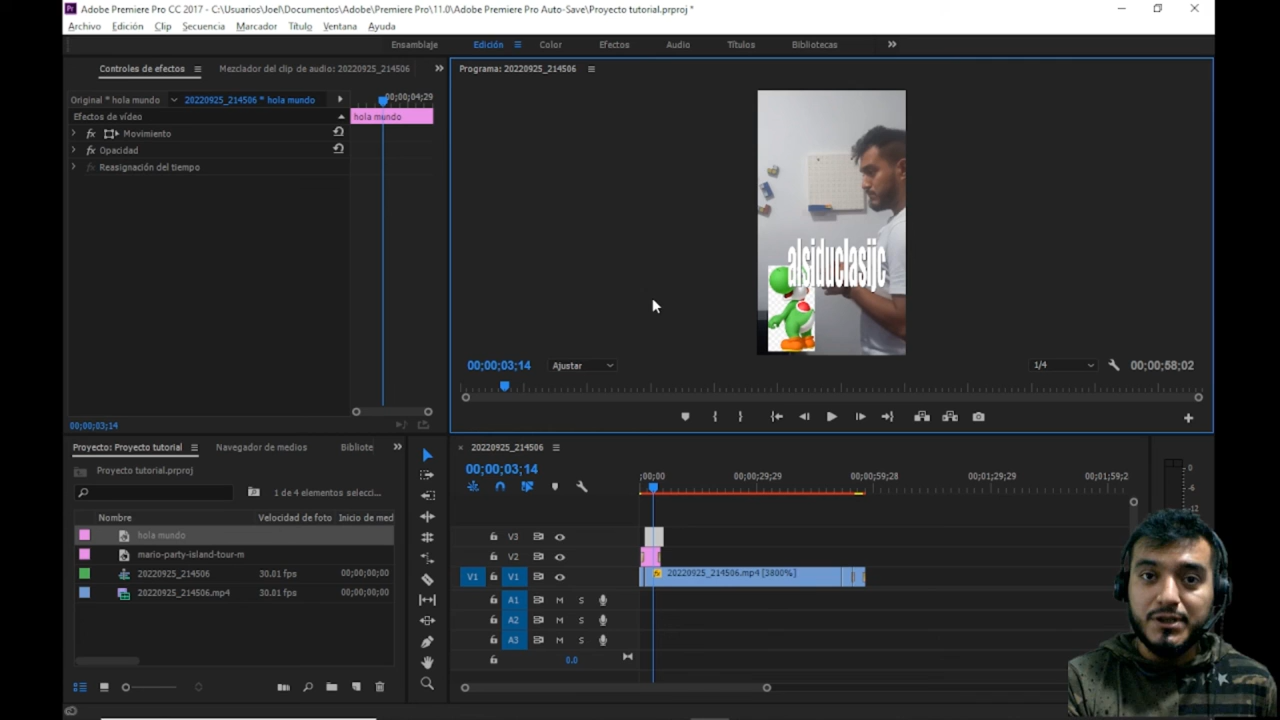 Adobe Premiere Pro CC 2017 - C:\Usuarios\Joel\Documentos\Adobe\Premiere Pro\11.0\Adobe Premiere Pro Auto-Save\Proyecto tutorial.prproj *
Archivo Edición Clip Secuencia Marcador Título Ventana Ayuda
Ensamblaje Edición Color Efectos Audio Títulos Bibliotecas
Controles de efectos Mezclador del clip de audio: 20220925_214506
Programa: 20220925_214506
Original * hola mundo 20220925_214506 * hola mundo
00;00;04;29
Efectos de vídeo
hola mundo
fx Movimiento
fx Opacidad
fx Reasignación del tiempo
alsiduclasijc
00;00;03;14 Ajustar 1/4 00;00;58;02
00;00;03;14
Proyecto: Proyecto tutorial Navegador de medios Bibliote
Proyecto tutorial.prproj
1 de 4 elementos selecci...
Nombre Velocidad de foto Inicio de med
hola mundo
mario-party-island-tour-m
20220925_214506 30.01 fps 00;00;00;00
20220925_214506.mp4 30.01 fps 00;00;00;00
20220925_214506
00;00;03;14
;00;00 00;00;29;29 00;00;59;28 00;01;29;29 00;01;59;2
V3
V2
V1 V1 20220925_214506.mp4 [3800%]
A1 M S
A2 M S
A3 M S
0.0
0
-6
-12